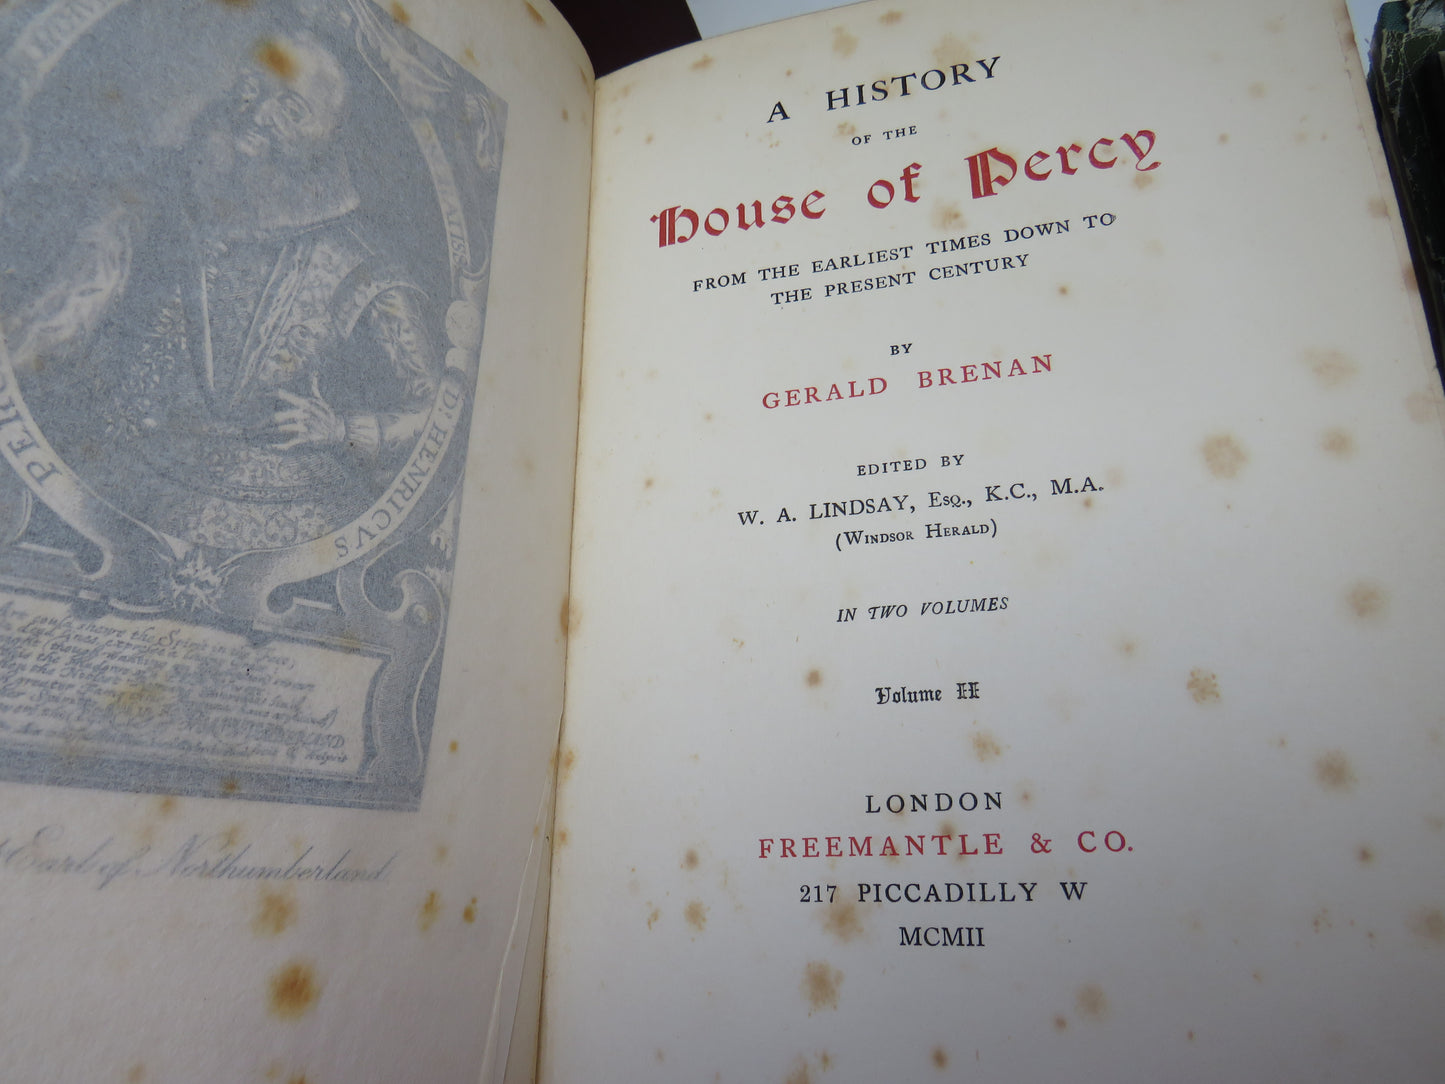 PERC
D. HENRICVS
Earl of Northumberland
A HISTORY
OF THE
House of Percy
FROM THE EARLIEST TIMES DOWN TO
THE PRESENT CENTURY
BY
GERALD BRENAN
EDITED BY
W. A. LINDSAY, Esq., K.C., M.A.
(Windsor Herald)
IN TWO VOLUMES
Volume II
LONDON
FREEMANTLE & CO.
217 PICCADILLY W
MCMII